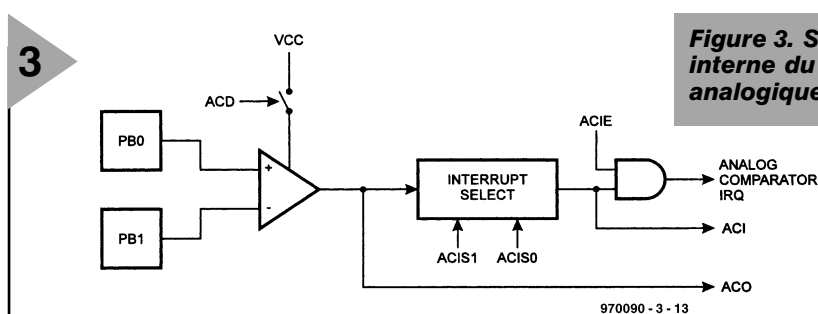 3
Figure 3. S
interne du
analogique
VCC
ACD
PB0
+
-
PB1
INTERRUPT
SELECT
ACIS1 ACIS0
ACIE
ANALOG
COMPARATOR
IRQ
ACI
ACO
970090 - 3 - 13